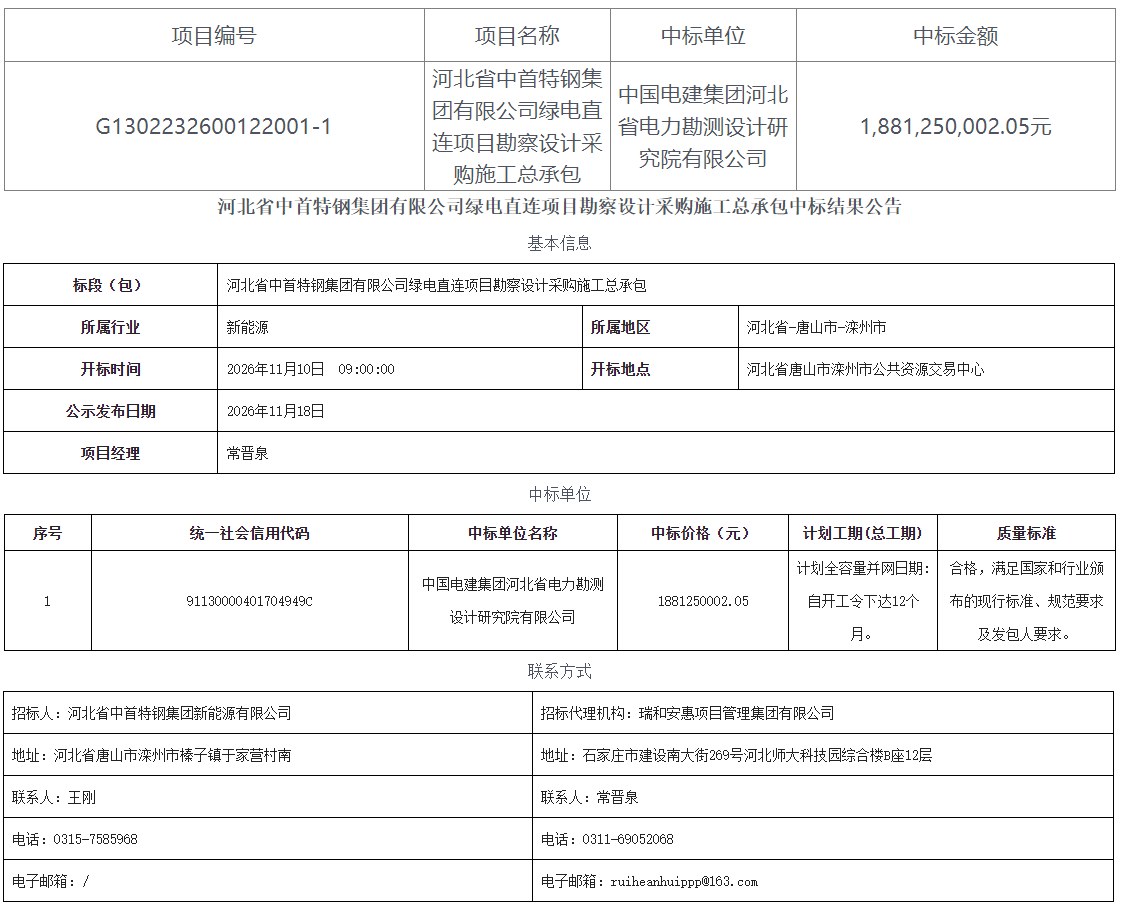 项目编号 项目名称 中标单位 中标金额
G1302232600122001-1
河北省中首特钢集
团有限公司绿电直
连项目勘察设计采
购施工总承包
中国电建集团河北
省电力勘测设计研
究院有限公司
1,881,250,002.05元
河北省中首特钢集团有限公司绿电直连项目勘察设计采购施工总承包中标结果公告
基本信息
标段（包） 河北省中首特钢集团有限公司绿电直连项目勘察设计采购施工总承包
所属行业 新能源 所属地区 河北省-唐山市-滦州市
开标时间 2026年11月10日 09:00:00 开标地点 河北省唐山市滦州市公共资源交易中心
公示发布日期 2026年11月18日
项目经理 常晋泉
中标单位
序号 统一社会信用代码 中标单位名称 中标价格（元） 计划工期(总工期) 质量标准
1
91130000401704949C
中国电建集团河北省电力勘测
设计研究院有限公司
1881250002.05
计划全容量并网日期:
自开工令下达12个
月。
合格，满足国家和行业颁
布的现行标准、规范要求
及发包人要求。
联系方式
招标人：河北省中首特钢集团新能源有限公司 招标代理机构：瑞和安惠项目管理集团有限公司
地址：河北省唐山市滦州市榛子镇于家营村南 地址：石家庄市建设南大街269号河北师大科技园综合楼B座12层
联系人：王刚 联系人：常晋泉
电话：0315-7585968 电话：0311-69052068
电子邮箱：/ 电子邮箱：ruiheanhuippp@163.com